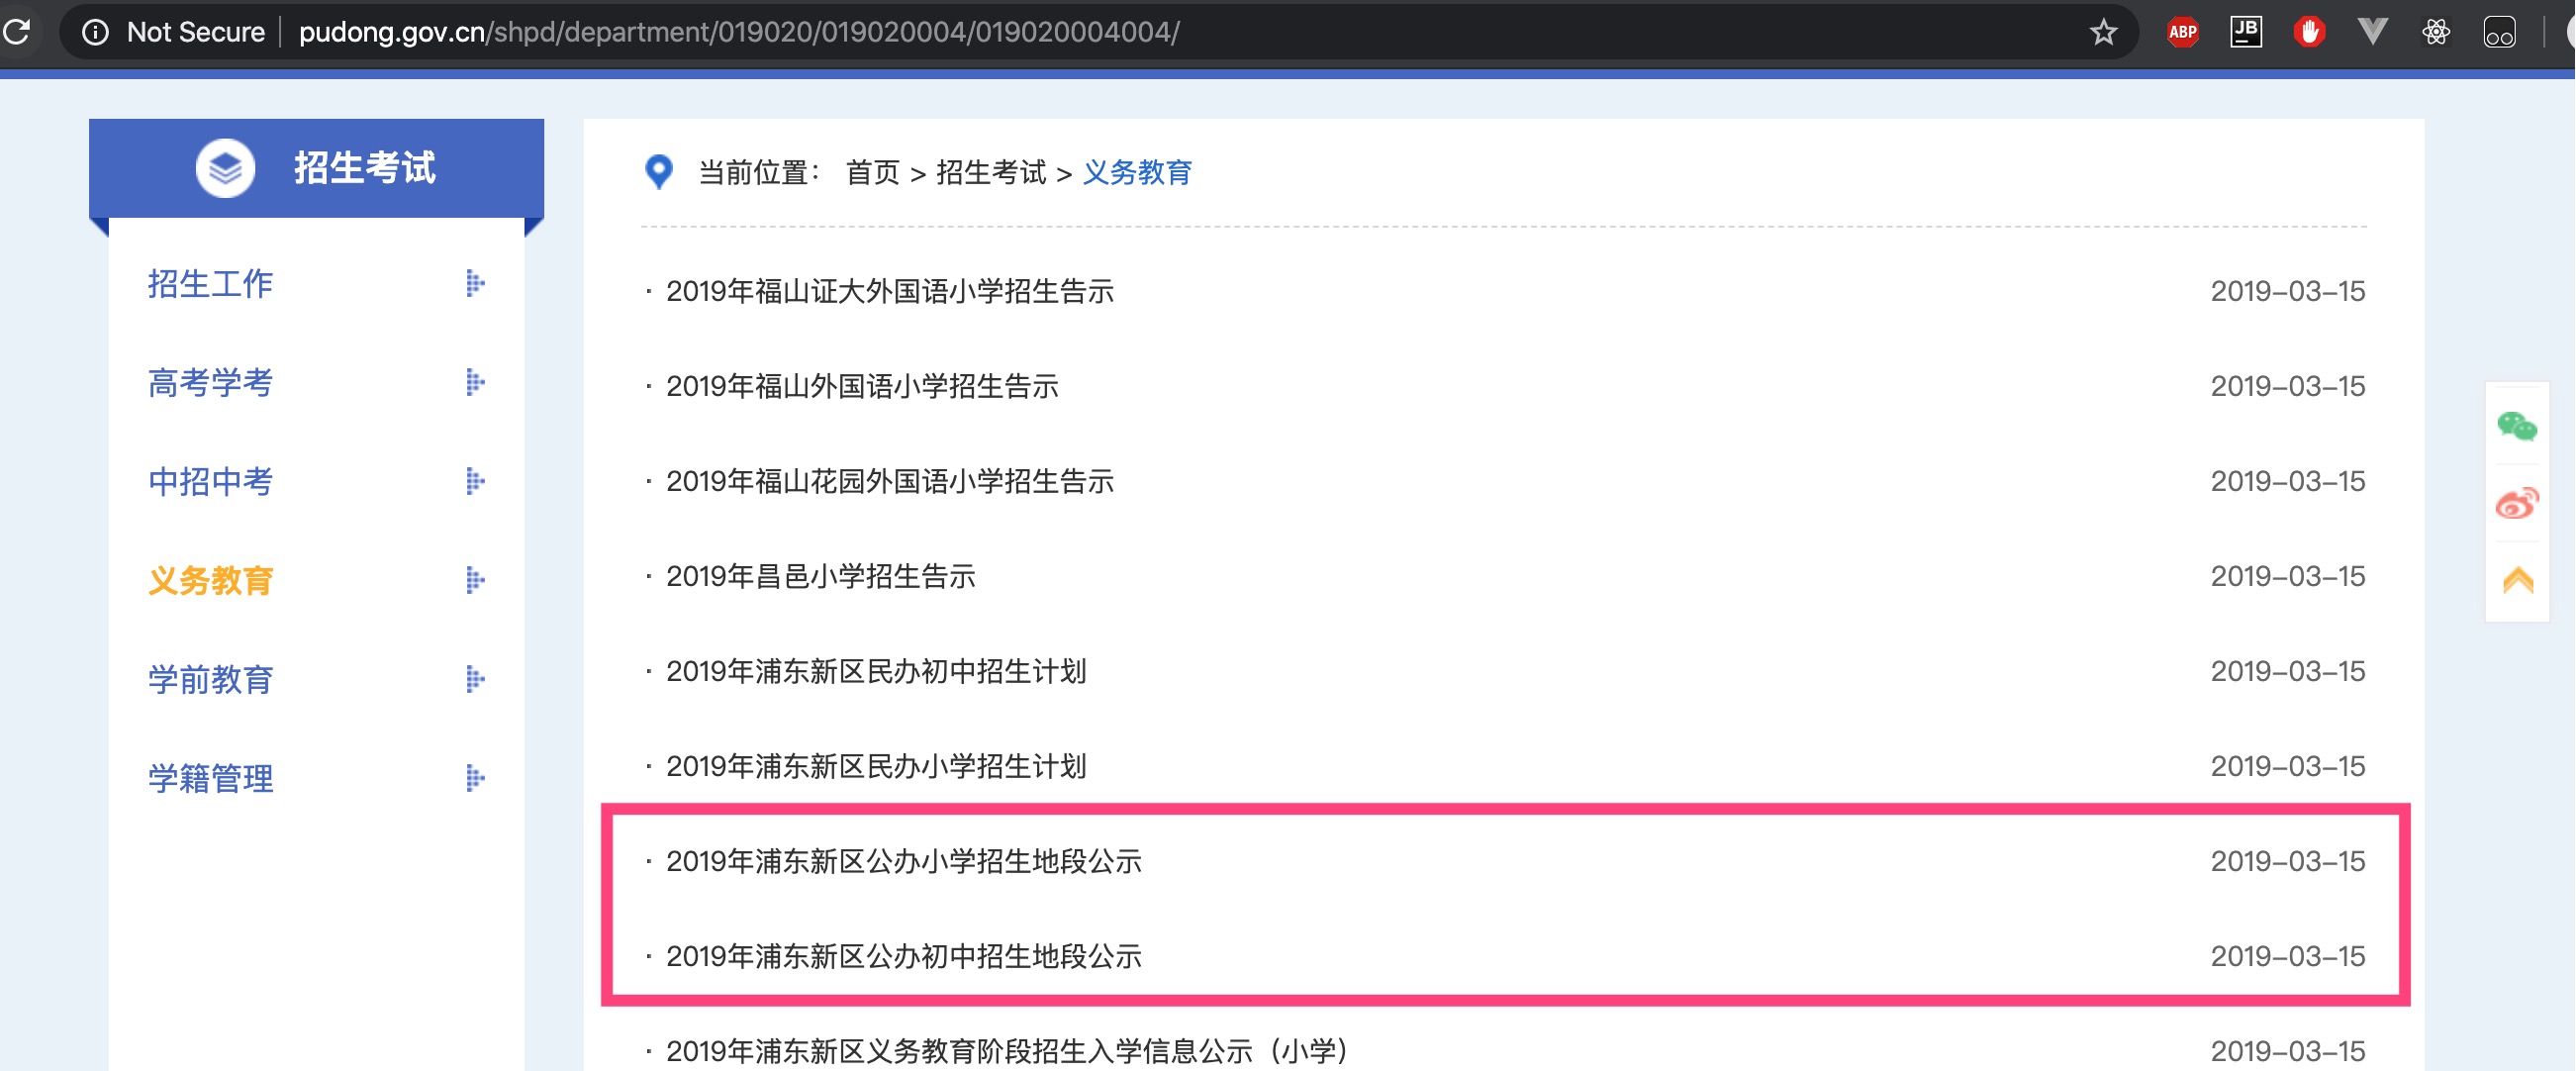 Not Secure pudong.gov.cn/shpd/department/019020/019020004/019020004004/
ABP
JB
招生考试
招生工作
高考学考
中招中考
义务教育
学前教育
学籍管理
当前位置： 首页 > 招生考试 > 义务教育
· 2019年福山证大外国语小学招生告示 2019-03-15
· 2019年福山外国语小学招生告示 2019-03-15
· 2019年福山花园外国语小学招生告示 2019-03-15
· 2019年昌邑小学招生告示 2019-03-15
· 2019年浦东新区民办初中招生计划 2019-03-15
· 2019年浦东新区民办小学招生计划 2019-03-15
· 2019年浦东新区公办小学招生地段公示 2019-03-15
· 2019年浦东新区公办初中招生地段公示 2019-03-15
· 2019年浦东新区义务教育阶段招生入学信息公示（小学） 2019-03-15